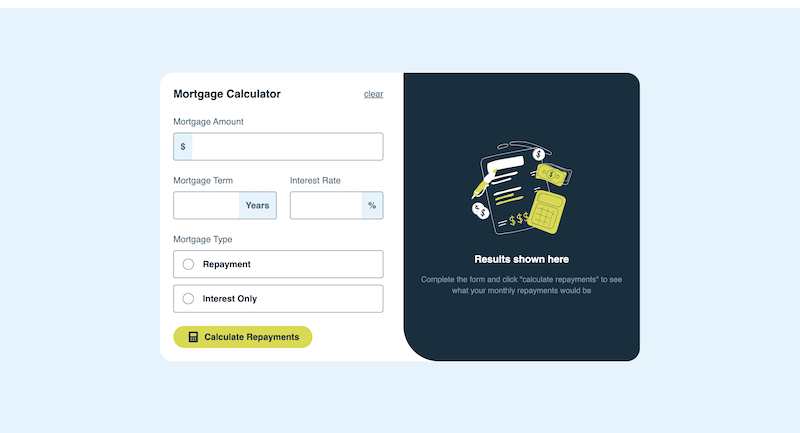 Mortgage Calculator
clear
Mortgage Amount
$
Mortgage Term
Interest Rate
Years
%
Mortgage Type
Repayment
Interest Only
Calculate Repayments
$
$
$
$
$$$
Results shown here
Complete the form and click "calculate repayments" to see
what your monthly repayments would be